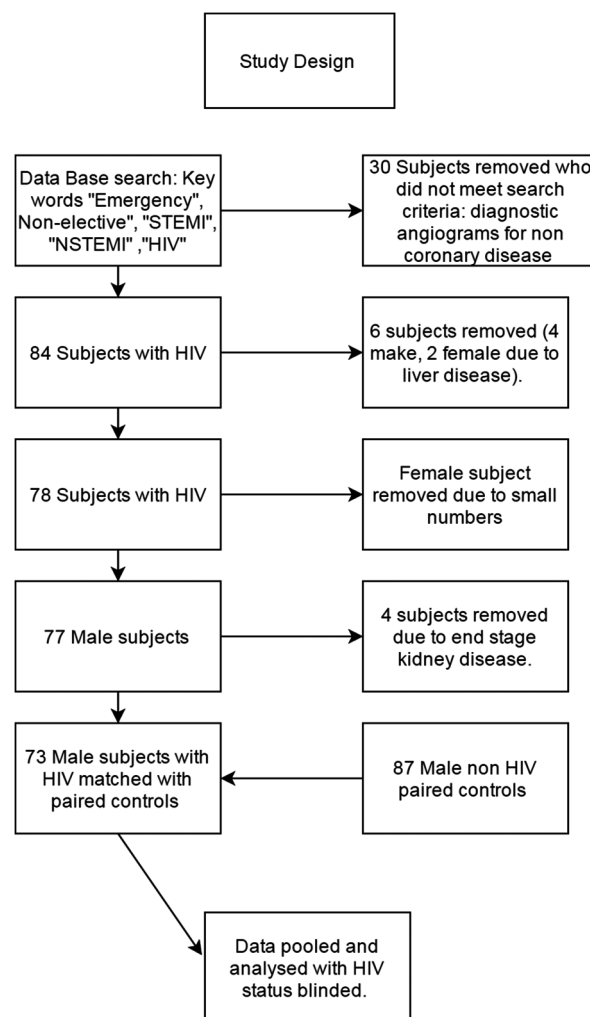 Study Design
Data Base search: Key
words "Emergency",
Non-elective", "STEMI",
"NSTEMI" ,"HIV"
30 Subjects removed who
did not meet search
criteria: diagnostic
angiograms for non
coronary disease
84 Subjects with HIV
6 subjects removed (4
make, 2 female due to
liver disease).
78 Subjects with HIV
Female subject
removed due to small
numbers
77 Male subjects
4 subjects removed
due to end stage
kidney disease.
73 Male subjects with
HIV matched with
paired controls
87 Male non HIV
paired controls
Data pooled and
analysed with HIV
status blinded.